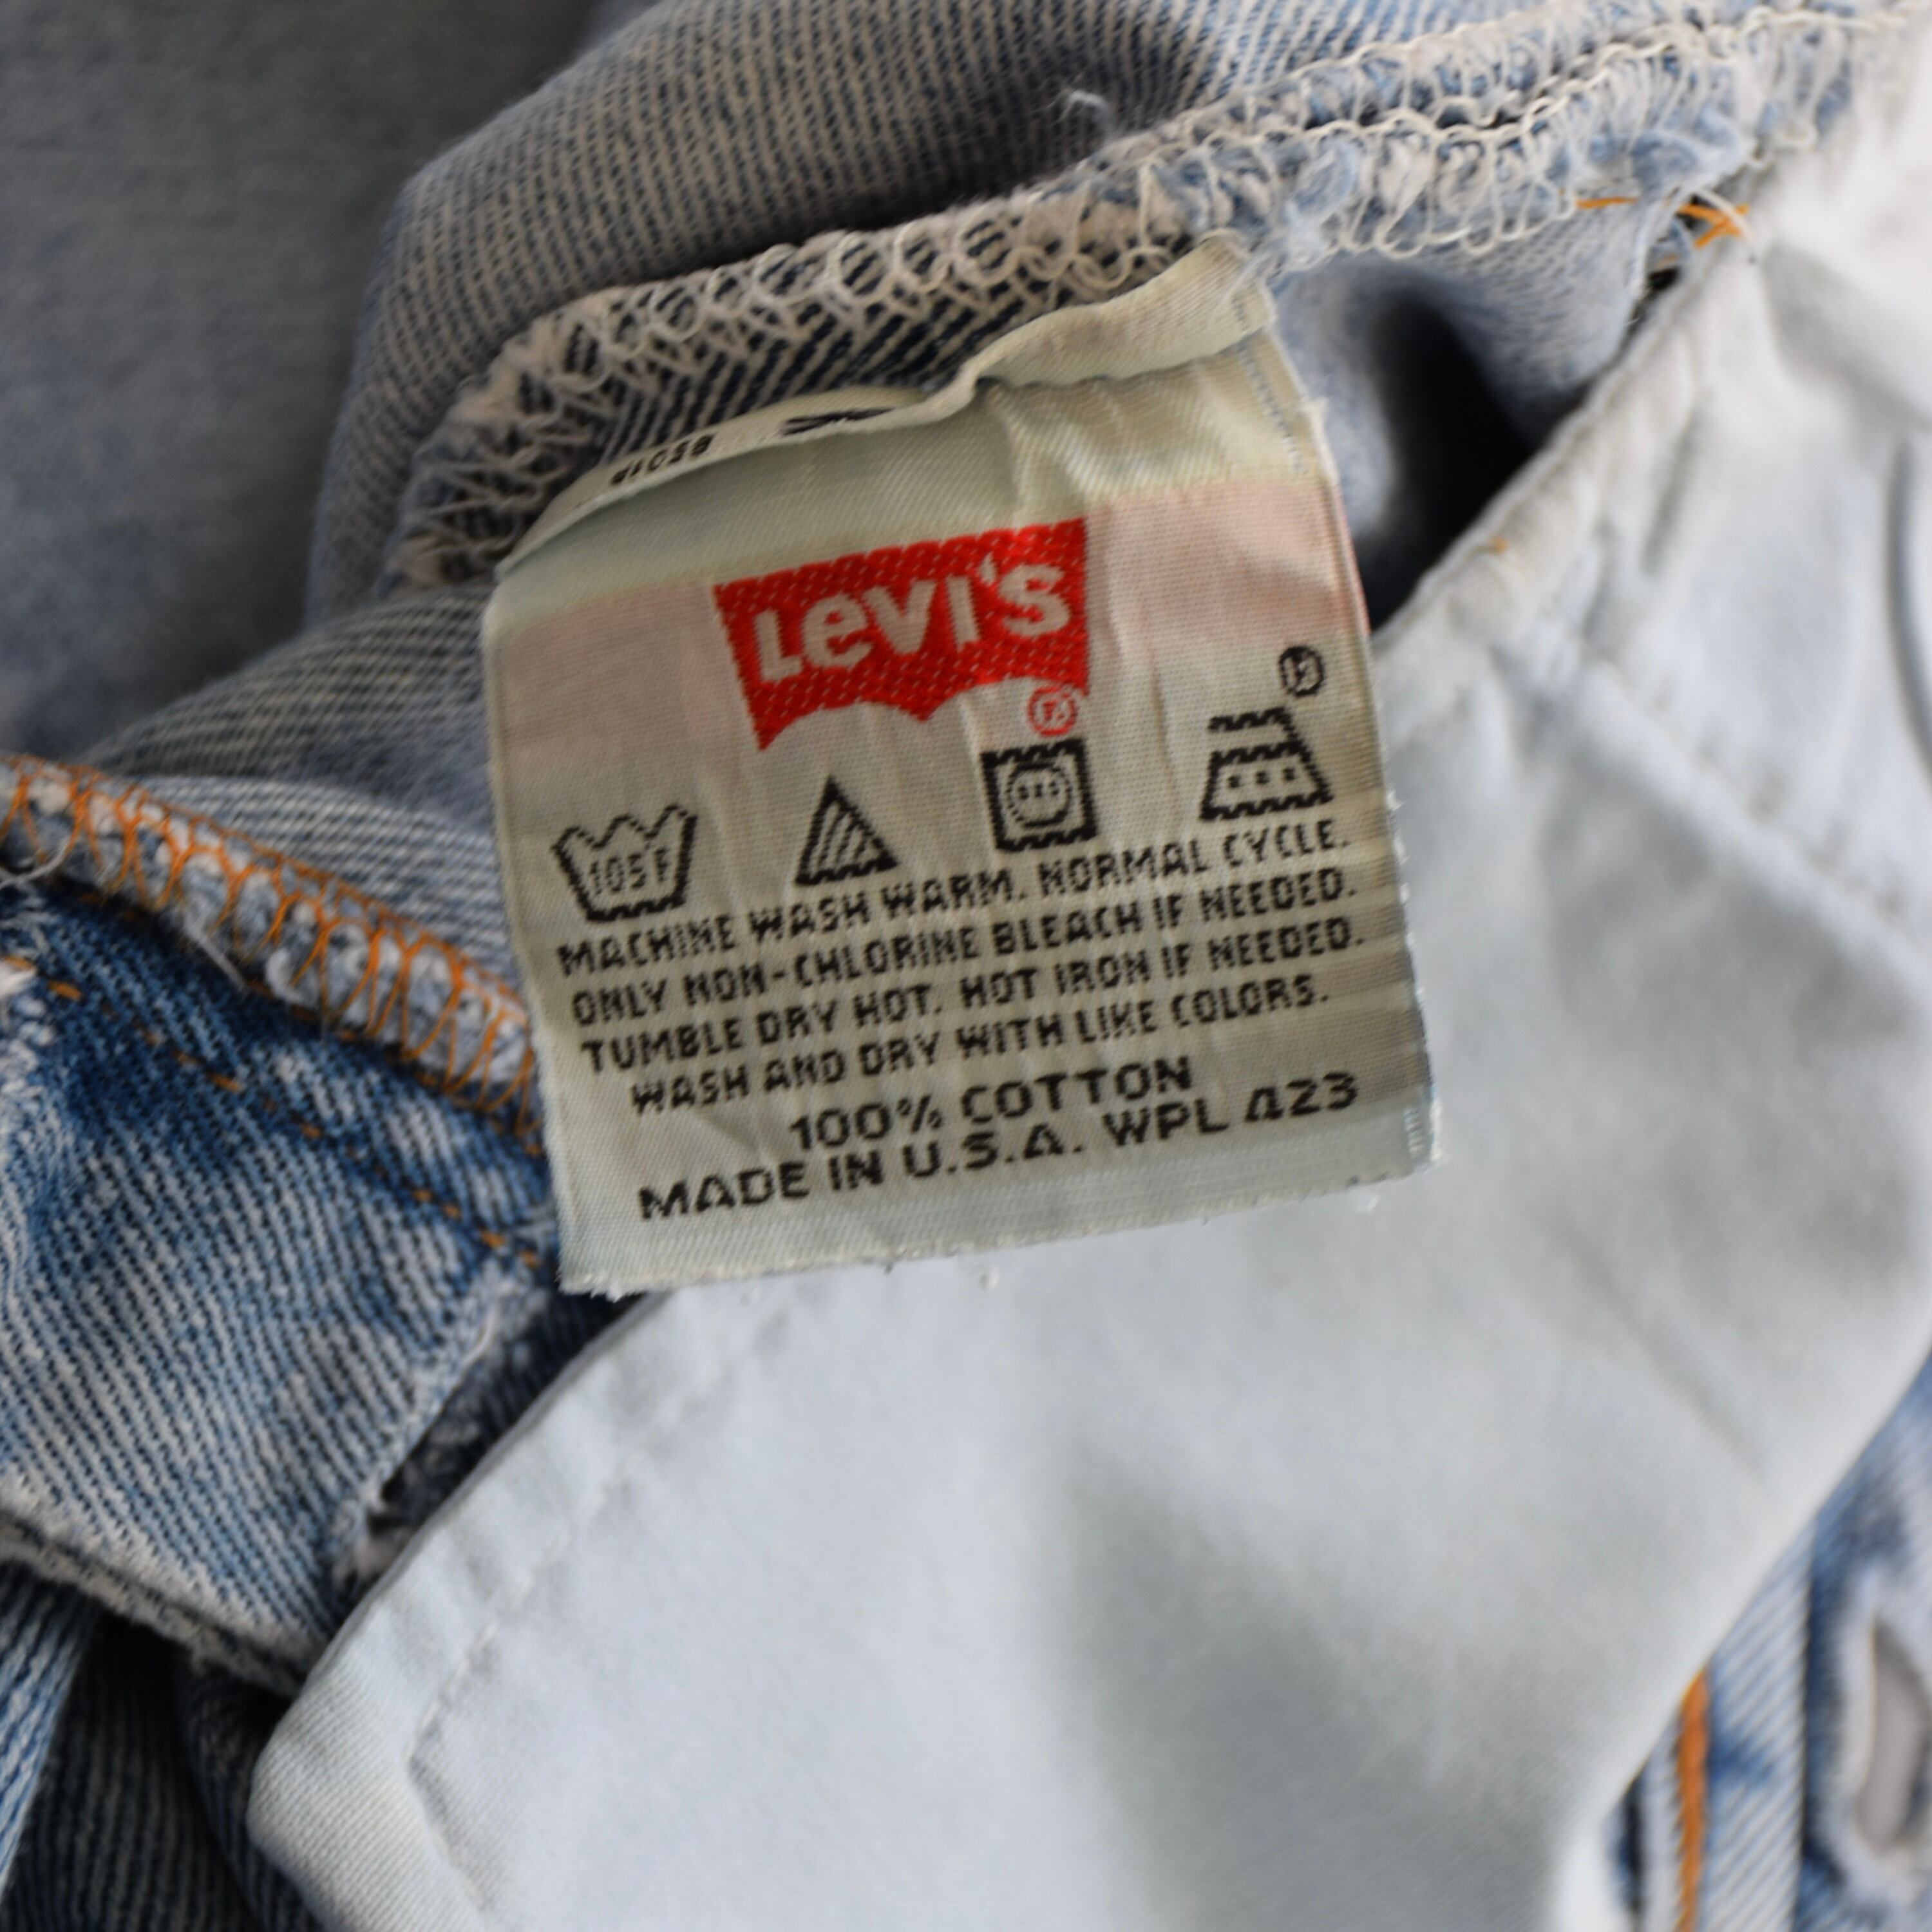 LEVI'S
®
105F
MACHINE WASH WARM. NORMAL CYCLE.
ONLY NON-CHLORINE BLEACH IF NEEDED.
TUMBLE DRY HOT. HOT IRON IF NEEDED.
WASH AND DRY WITH LIKE COLORS.
100% COTTON
MADE IN U.S.A. WPL 423